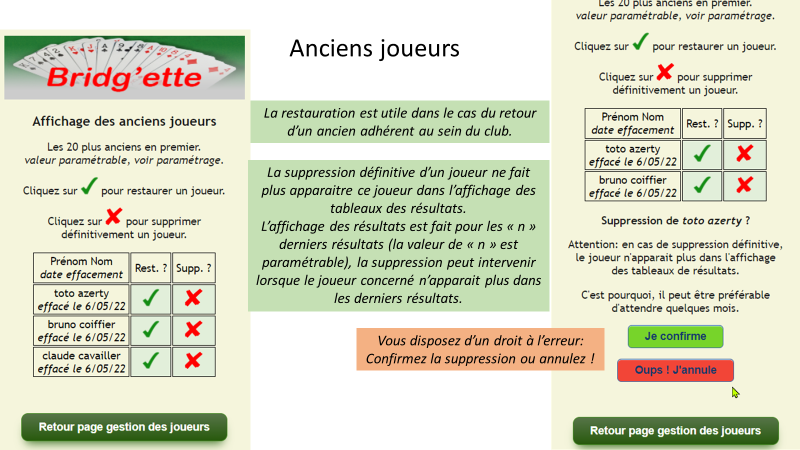 Anciens joueurs
Bridg'ette
Affichage des anciens joueurs
Les 20 plus anciens en premier.
valeur paramétrable, voir paramétrage.
Cliquez sur pour restaurer un joueur.
Cliquez sur pour supprimer
définitivement un joueur.
Prénom Nom
date effacement
Rest. ?
Supp. ?
toto azerty
effacé le 6/05/22
bruno coiffier
effacé le 6/05/22
claude cavailler
effacé le 6/05/22
Retour page gestion des joueurs
La restauration est utile dans le cas du retour
d'un ancien adhérent au sein du club.
La suppression définitive d'un joueur ne fait
plus apparaitre ce joueur dans l'affichage des
tableaux des résultats.
L'affichage des résultats est fait pour les « n »
derniers résultats (la valeur de « n » est
paramétrable), la suppression peut intervenir
lorsque le joueur concerné n'apparait plus dans
les derniers résultats.
Vous disposez d'un droit à l'erreur:
Confirmez la suppression ou annulez !
Les 20 plus anciens en premier.
valeur paramétrable, voir paramétrage.
Cliquez sur pour restaurer un joueur.
Cliquez sur pour supprimer
définitivement un joueur.
Prénom Nom
date effacement
Rest. ?
Supp. ?
toto azerty
effacé le 6/05/22
bruno coiffier
effacé le 6/05/22
Suppression de toto azerty ?
Attention: en cas de suppression définitive,
le joueur n'apparait plus dans l'affichage
des tableaux de résultats.
C'est pourquoi, il peut être préférable
d'attendre quelques mois.
Je confirme
Oups ! J'annule
Retour page gestion des joueurs